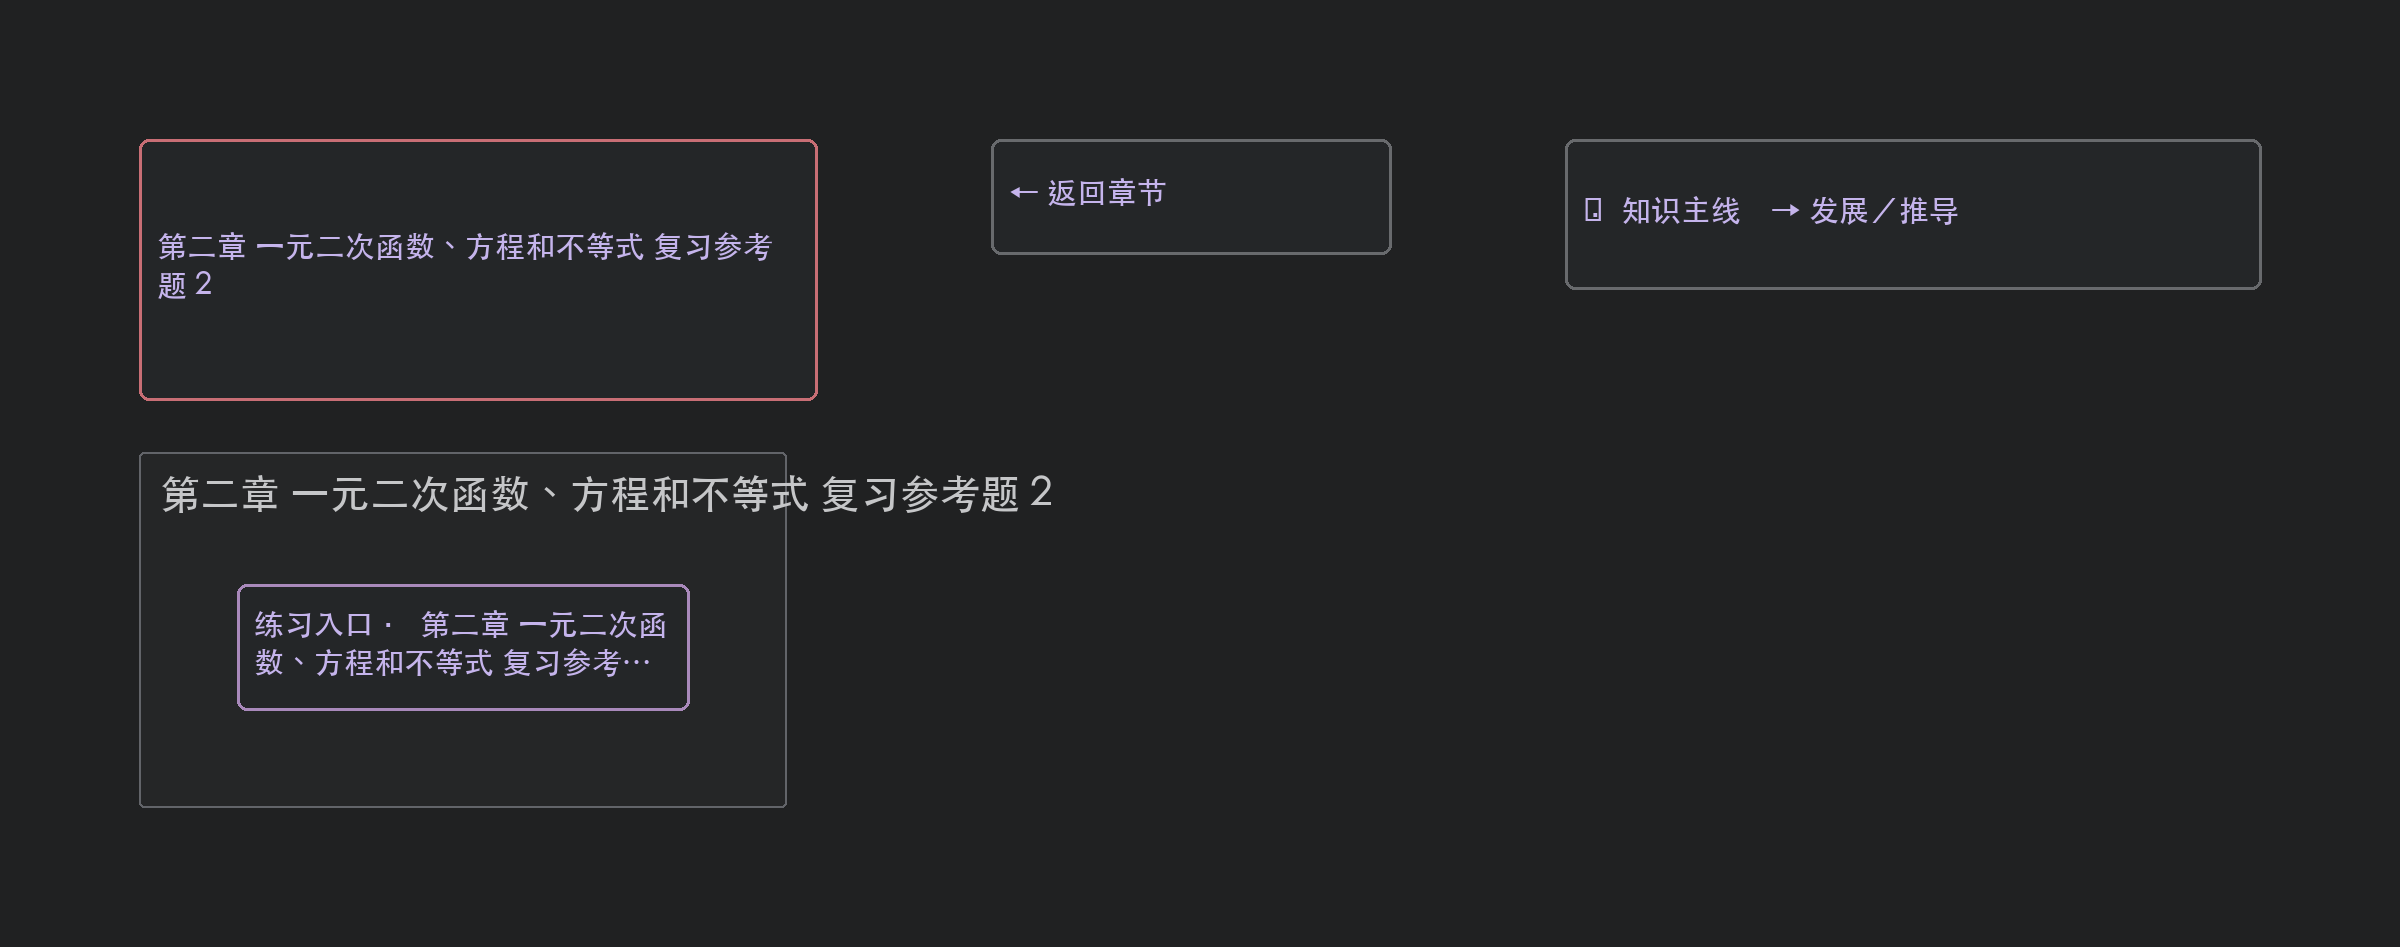 第二章 一元二次函数、方程和不等式 复习参考
题 2
← 返回章节
知识主线 → 发展／推导
第二章 一元二次函数、方程和不等式 复习参考题 2
练习入口 · 第二章 一元二次函
数、方程和不等式 复习参考…